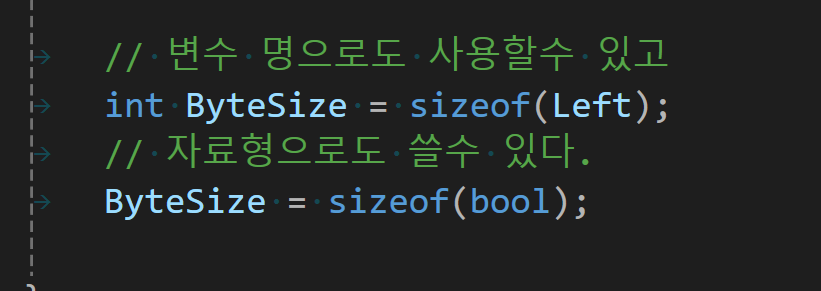 // 변수 명으로도 사용할수 있고
int ByteSize = sizeof(Left);
// 자료형으로도 쓸수 있다.
ByteSize = sizeof(bool);